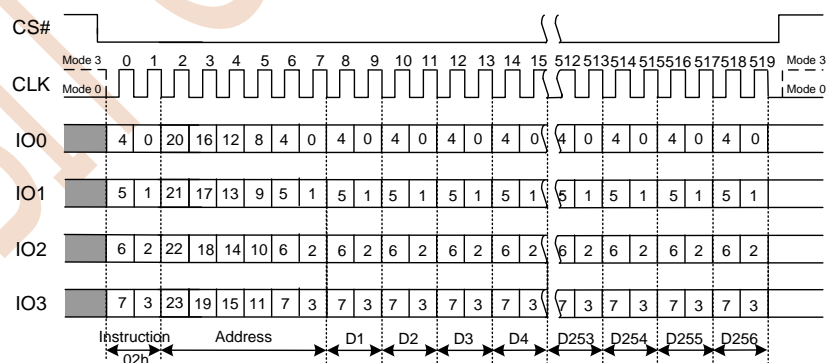 CS#
Mode 3 0 1 2 3 4 5 6 7 8 9 10 11 12 13 14 15 512 513 514 515 516 517 518 519 Mode 3
CLK
Mode 0 Mode 0
IO0 4 0 20 16 12 8 4 0 4 0 4 0 4 0 4 0 4 0 4 0 4 0 4 0
IO1 5 1 21 17 13 9 5 1 5 1 5 1 5 1 5 1 5 1 5 1 5 1 5 1
IO2 6 2 22 18 14 10 6 2 6 2 6 2 6 2 6 2 6 2 6 2 6 2 6 2
IO3 7 3 23 19 15 11 7 3 7 3 7 3 7 3 7 3 7 3 7 3 7 3 7 3
Instruction Address D1 D2 D3 D4 D253 D254 D255 D256
02h